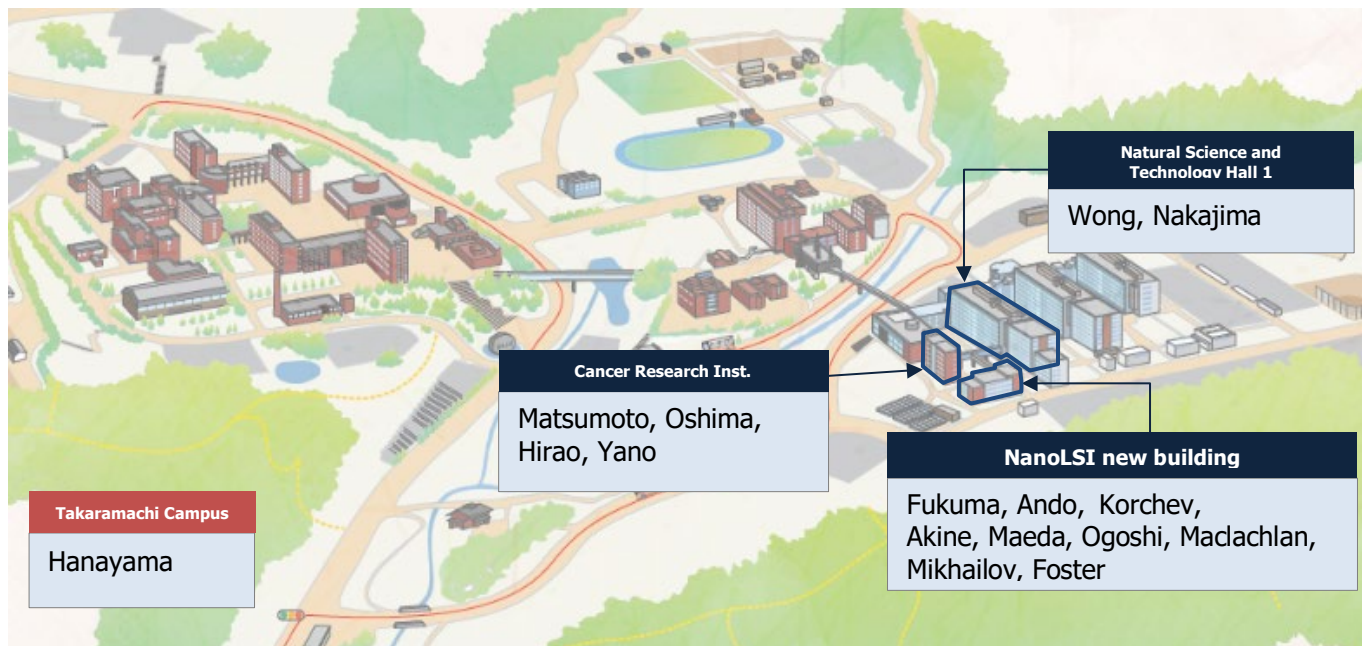 Natural Science and
Technology Hall 1
Wong, Nakajima
Cancer Research Inst.
Matsumoto, Oshima,
Hirao, Yano
NanoLSI new building
Fukuma, Ando, Korchev,
Akine, Maeda, Ogoshi, Maclachlan,
Mikhailov, Foster
Takaramachi Campus
Hanayama